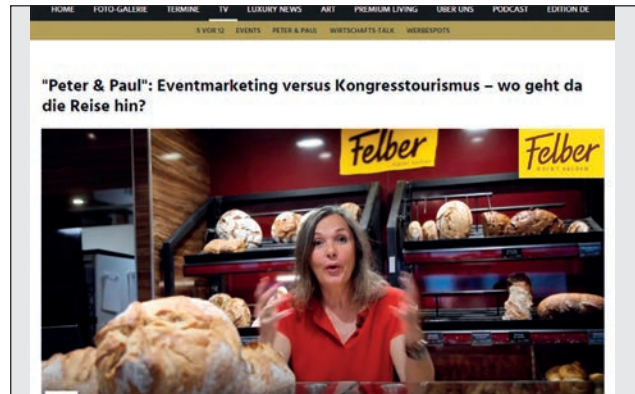 HOME FOTO-GALERIE TERMINE TV LUXURY NEWS ART PREMIUM LIVING ÜBER UNS PODCAST EDITION DE
5 VOR 12 EVENTS PETER & PAUL WIRTSCHAFTS-TALK WERBESPOTS
"Peter & Paul": Eventmarketing versus Kongresstourismus – wo geht da
die Reise hin?
Felber
Felber